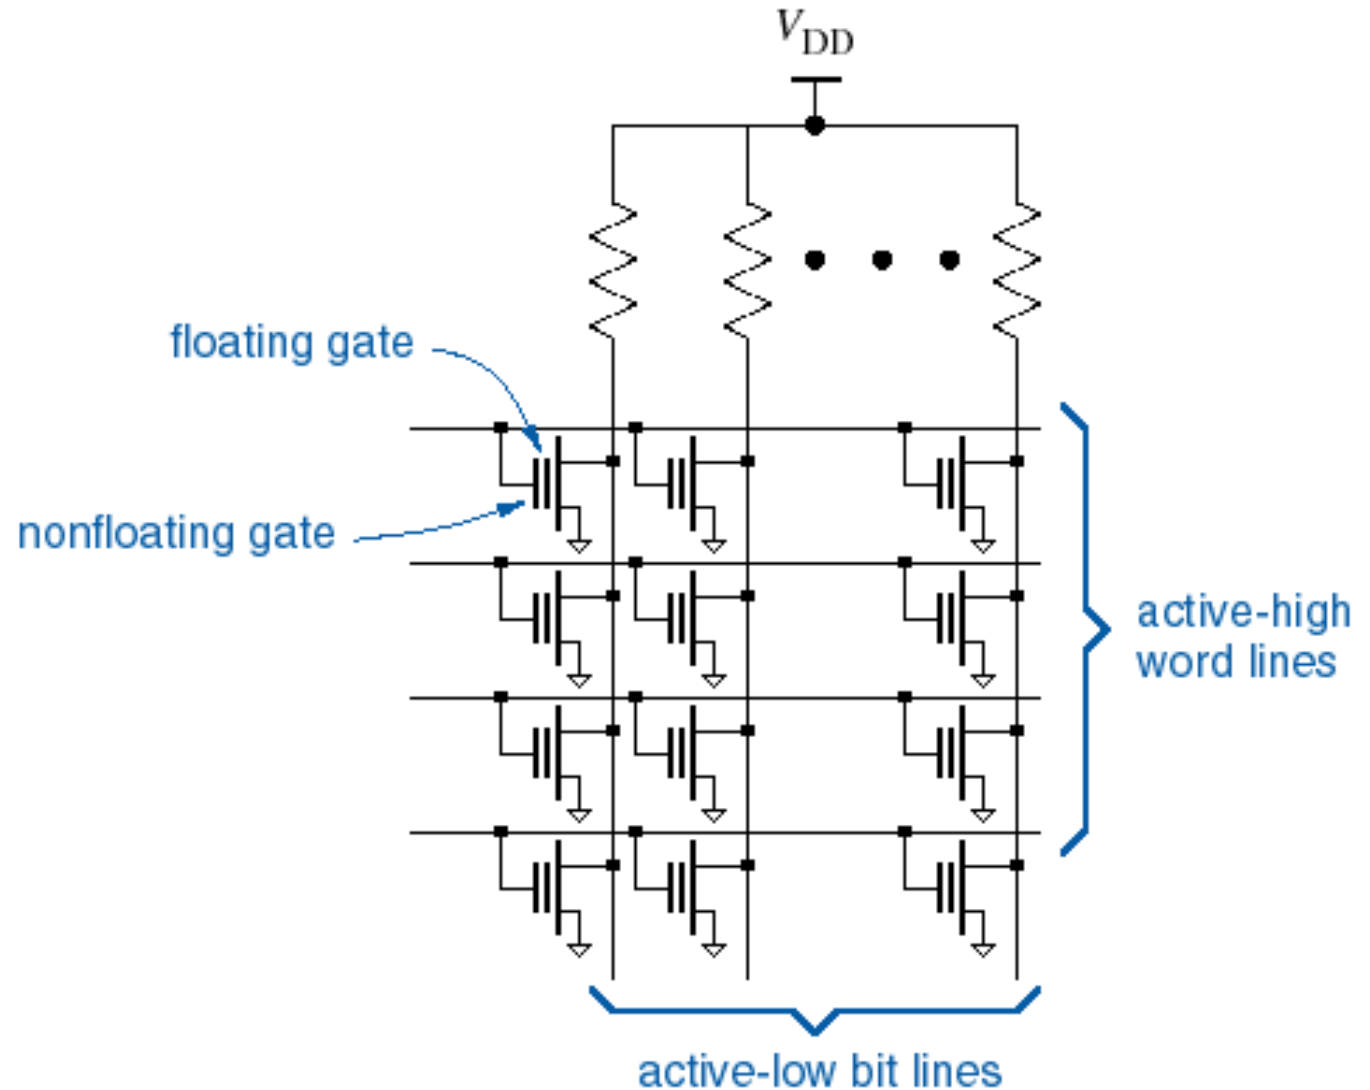 VDD
floating gate
nonfloating gate
active-high
word lines
active-low bit lines